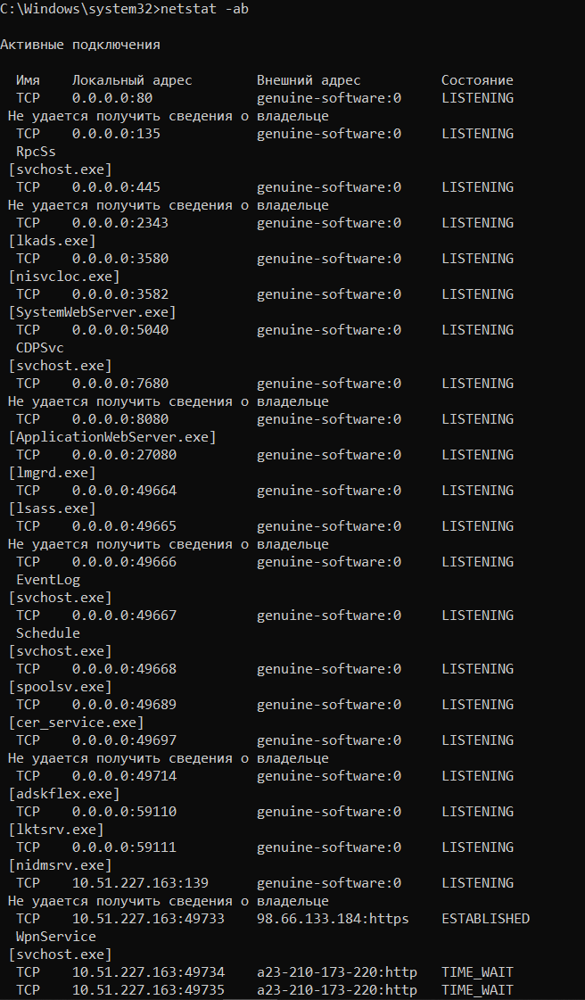 C:\Windows\system32>netstat -ab
Активные подключения
Имя Локальный адрес Внешний адрес Состояние
TCP 0.0.0.0:80 genuine-software:0 LISTENING
Не удается получить сведения о владельце
TCP 0.0.0.0:135 genuine-software:0 LISTENING
RpcSs
[svchost.exe]
TCP 0.0.0.0:445 genuine-software:0 LISTENING
Не удается получить сведения о владельце
TCP 0.0.0.0:2343 genuine-software:0 LISTENING
[lkads.exe]
TCP 0.0.0.0:3580 genuine-software:0 LISTENING
[nisvcloc.exe]
TCP 0.0.0.0:3582 genuine-software:0 LISTENING
[SystemWebServer.exe]
TCP 0.0.0.0:5040 genuine-software:0 LISTENING
CDPSvc
[svchost.exe]
TCP 0.0.0.0:7680 genuine-software:0 LISTENING
Не удается получить сведения о владельце
TCP 0.0.0.0:8080 genuine-software:0 LISTENING
[ApplicationWebServer.exe]
TCP 0.0.0.0:27080 genuine-software:0 LISTENING
[lmgrd.exe]
TCP 0.0.0.0:49664 genuine-software:0 LISTENING
[lsass.exe]
TCP 0.0.0.0:49665 genuine-software:0 LISTENING
Не удается получить сведения о владельце
TCP 0.0.0.0:49666 genuine-software:0 LISTENING
EventLog
[svchost.exe]
TCP 0.0.0.0:49667 genuine-software:0 LISTENING
Schedule
[svchost.exe]
TCP 0.0.0.0:49668 genuine-software:0 LISTENING
[spoolsv.exe]
TCP 0.0.0.0:49689 genuine-software:0 LISTENING
[cer_service.exe]
TCP 0.0.0.0:49697 genuine-software:0 LISTENING
Не удается получить сведения о владельце
TCP 0.0.0.0:49714 genuine-software:0 LISTENING
[adskflex.exe]
TCP 0.0.0.0:59110 genuine-software:0 LISTENING
[lktsrv.exe]
TCP 0.0.0.0:59111 genuine-software:0 LISTENING
[nidmsrv.exe]
TCP 10.51.227.163:139 genuine-software:0 LISTENING
Не удается получить сведения о владельце
TCP 10.51.227.163:49733 98.66.133.184:https ESTABLISHED
WpnService
[svchost.exe]
TCP 10.51.227.163:49734 a23-210-173-220:http TIME_WAIT
TCP 10.51.227.163:49735 a23-210-173-220:http TIME_WAIT